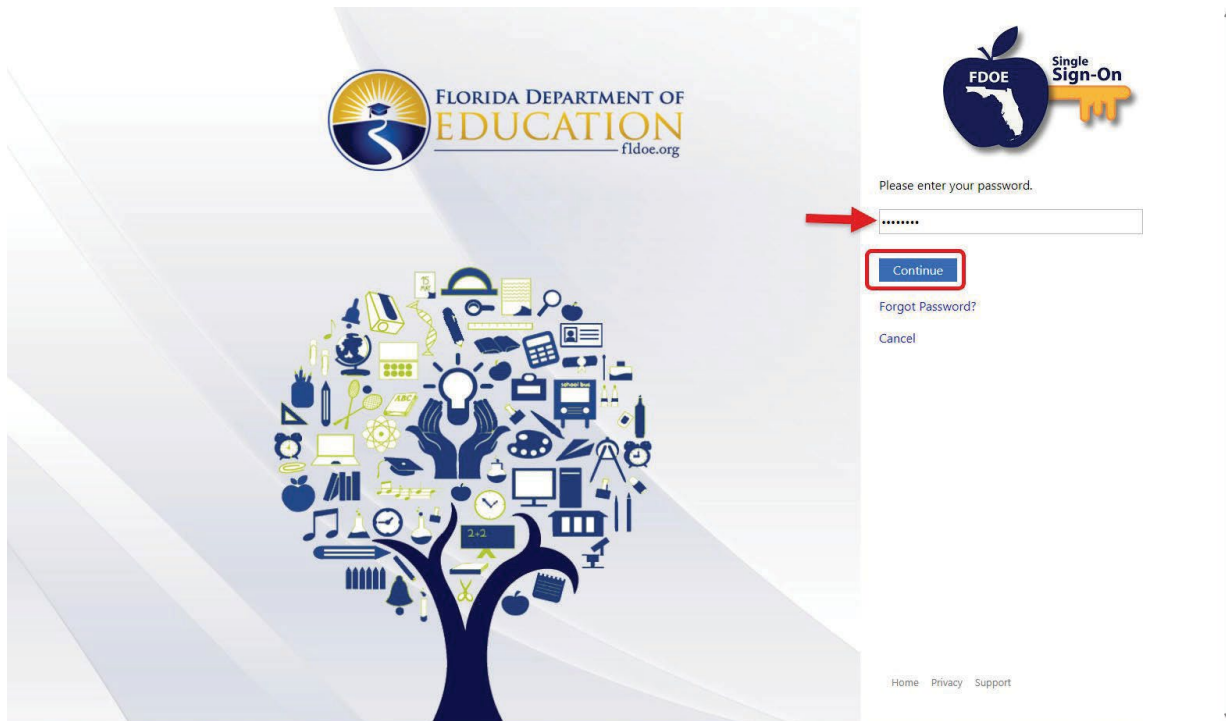 FLORIDA DEPARTMENT OF
EDUCATION
fldoe.org
FDOE
Single
Sign-On
Please enter your password.
••••••••
Continue
Forgot Password?
Cancel
15
school bus
ABC
2+2
Home Privacy Support